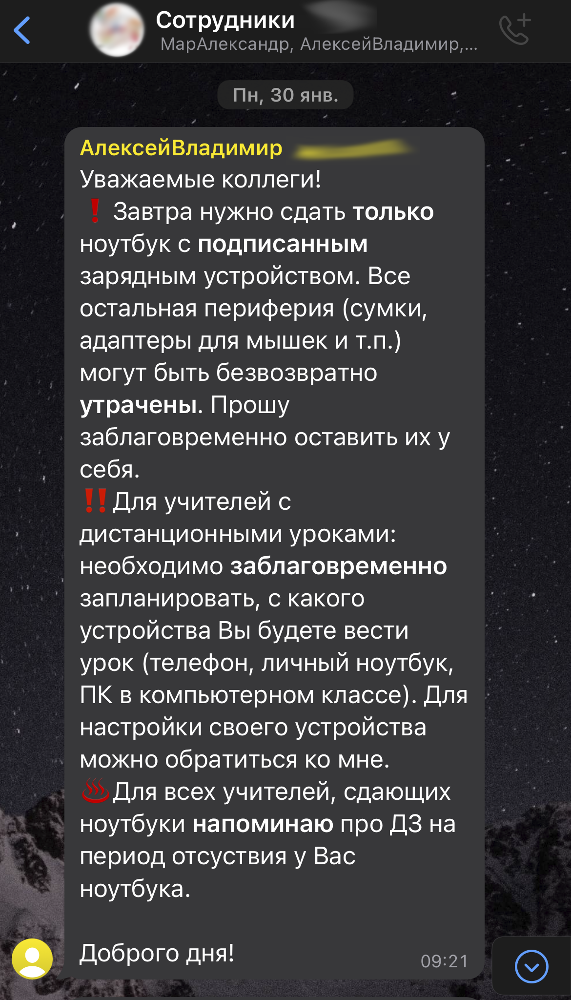 Сотрудники
МарАлександр, АлексейВладимир,...
Пн, 30 янв.
АлексейВладимир
Уважаемые коллеги!
❗ Завтра нужно сдать только
ноутбук с подписанным
зарядным устройством. Все
остальная периферия (сумки,
адаптеры для мышек и т.п.)
могут быть безвозвратно
утрачены. Прошу
заблаговременно оставить их у
себя.
‼️Для учителей с
дистанционными уроками:
необходимо заблаговременно
запланировать, с какого
устройства Вы будете вести
урок (телефон, личный ноутбук,
ПК в компьютерном классе). Для
настройки своего устройства
можно обратиться ко мне.
♨️Для всех учителей, сдающих
ноутбуки напоминаю про ДЗ на
период отсуствия у Вас
ноутбука.
Доброго дня!
09:21